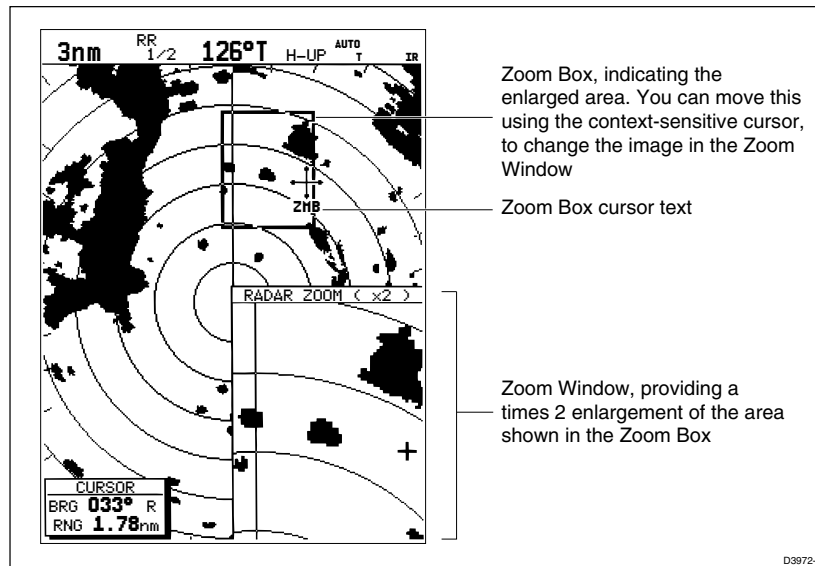 3nm RR 1/2 126°T H-UP AUTO T IR
Zoom Box, indicating the
enlarged area. You can move this
using the context-sensitive cursor,
to change the image in the Zoom
Window
ZMB
Zoom Box cursor text
RADAR ZOOM ( x2 )
Zoom Window, providing a
times 2 enlargement of the area
shown in the Zoom Box
CURSOR
BRG 033° R
RNG 1.78nm
D3972-